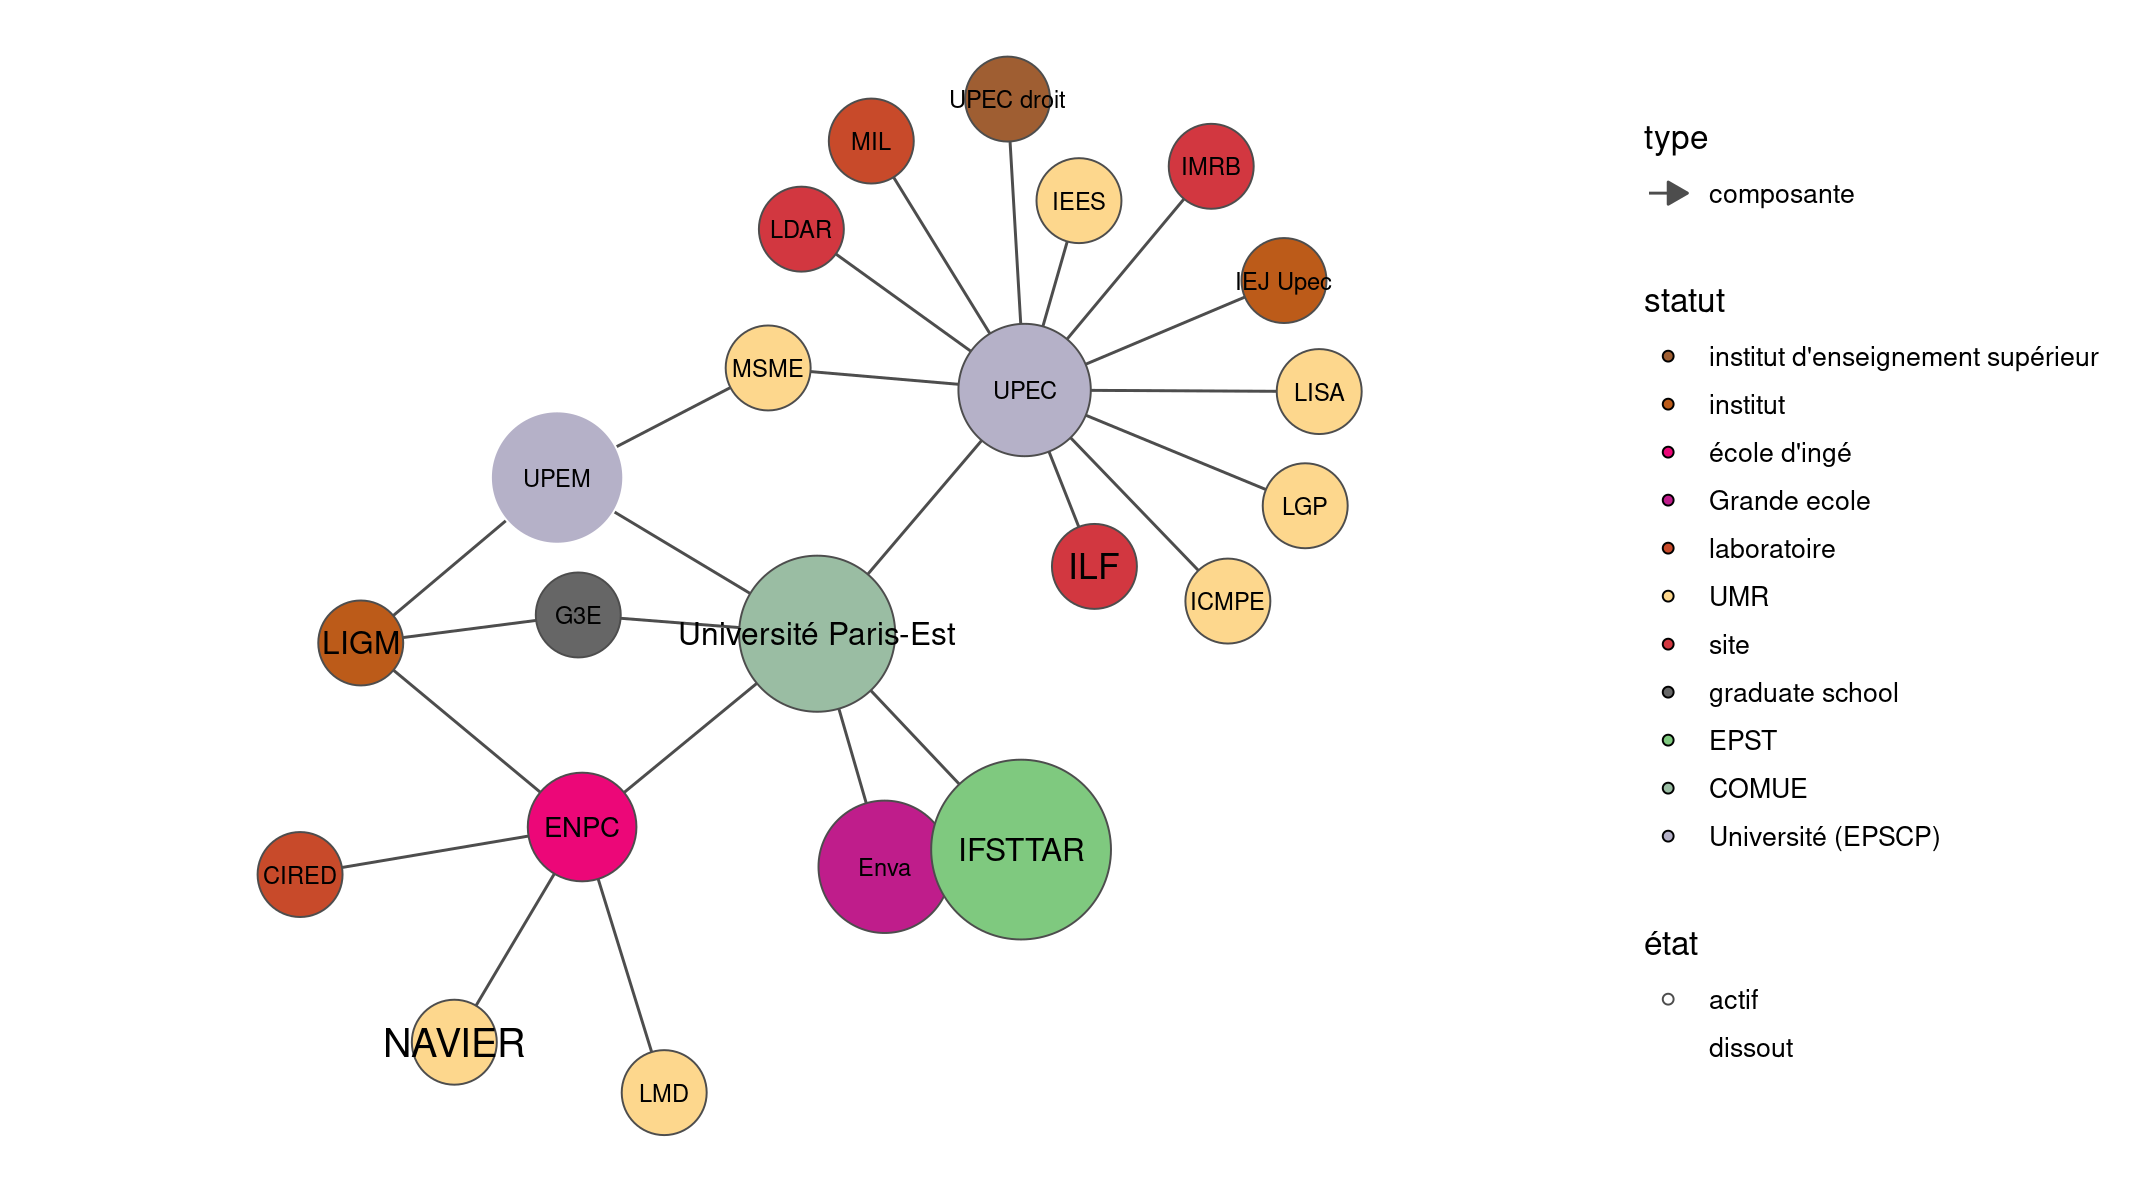 UPEC droit
MIL
IMRB
IEES
LDAR
IEJ Upec
MSME
UPEC
LISA
UPEM
LGP
ILF
ICMPE
G3E
Université Paris-Est
LIGM
ENPC
IFSTTAR
Enva
CIRED
NAVIER
LMD
type
composante
statut
institut d'enseignement supérieur
institut
école d'ingé
Grande ecole
laboratoire
UMR
site
graduate school
EPST
COMUE
Université (EPSCP)
état
actif
dissout